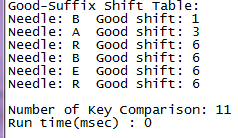 Good-Suffix Shift Table:
Needle: B  Good shift: 1
Needle: A  Good shift: 3
Needle: R  Good shift: 6
Needle: B  Good shift: 6
Needle: E  Good shift: 6
Needle: R  Good shift: 6
Number of Key Comparison: 11
Run time(msec) : 0